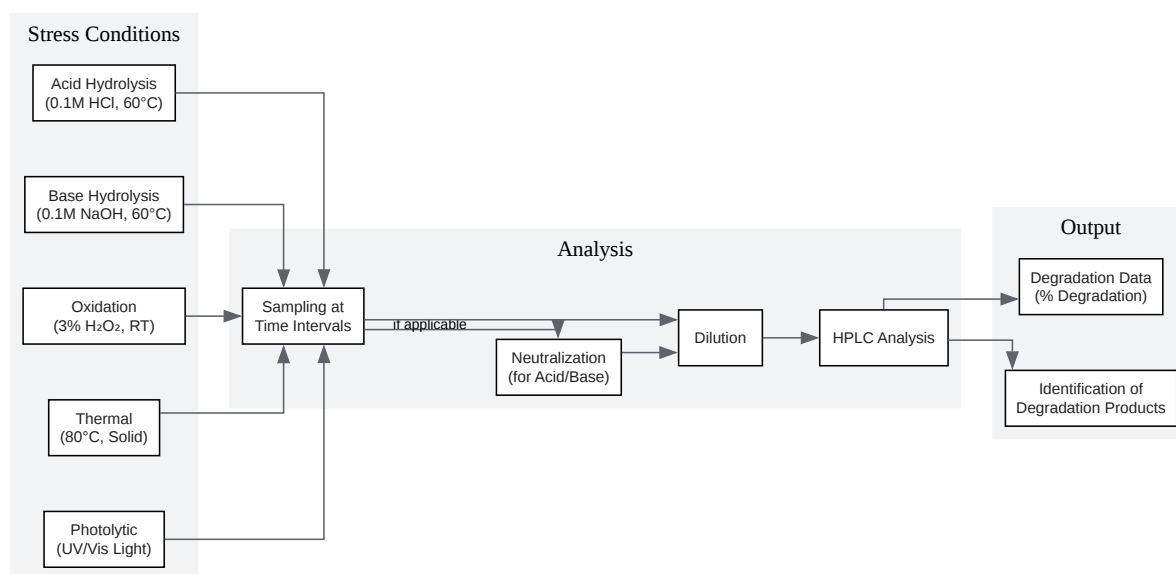 Stress Conditions
Acid Hydrolysis
(0.1M HCl, 60°C)
Base Hydrolysis
(0.1M NaOH, 60°C)
Oxidation
(3% H₂O₂, RT)
Thermal
(80°C, Solid)
Photolytic
(UV/Vis Light)
Analysis
Sampling at
Time Intervals
if applicable
Neutralization
(for Acid/Base)
Dilution
HPLC Analysis
Output
Degradation Data
(% Degradation)
Identification of
Degradation Products